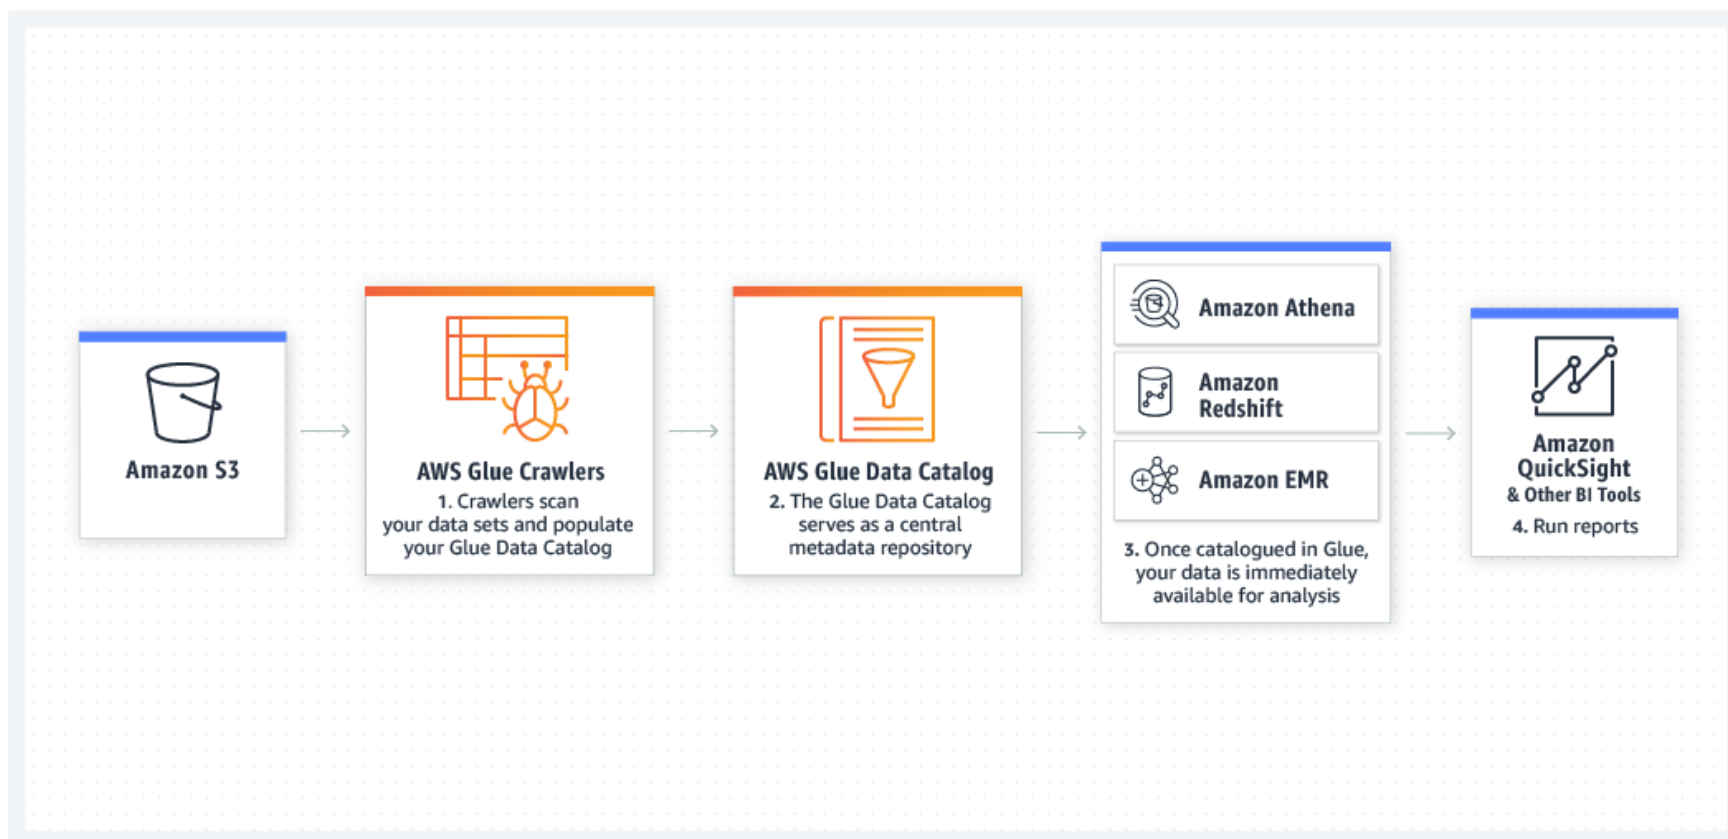 Amazon S3
AWS Glue Crawlers
1. Crawlers scan
your data sets and populate
your Glue Data Catalog
AWS Glue Data Catalog
2. The Glue Data Catalog
serves as a central
metadata repository
Amazon Athena
Amazon
Redshift
Amazon EMR
3. Once catalogued in Glue,
your data is immediately
available for analysis
Amazon
QuickSight
& Other BI Tools
4. Run reports